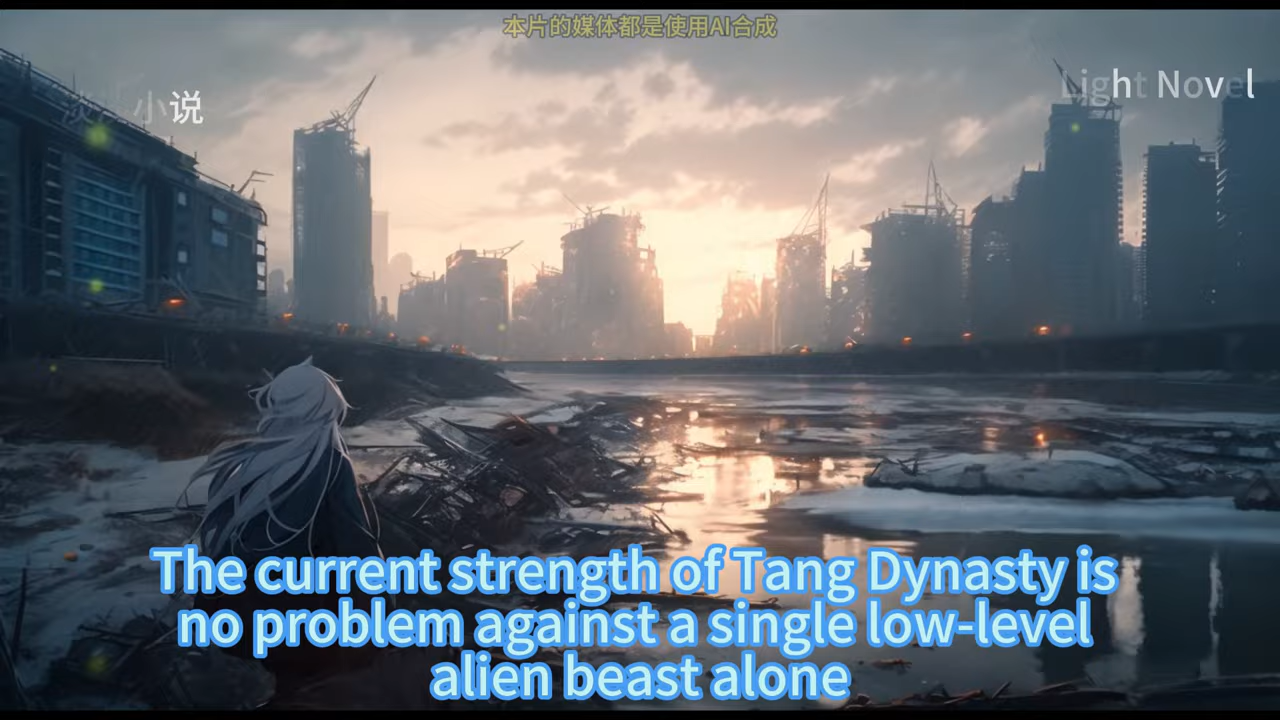 本片的媒体都是使用AI合成
小说
Light Novel
The current strength of Tang Dynasty is
no problem against a single low-level
alien beast alone